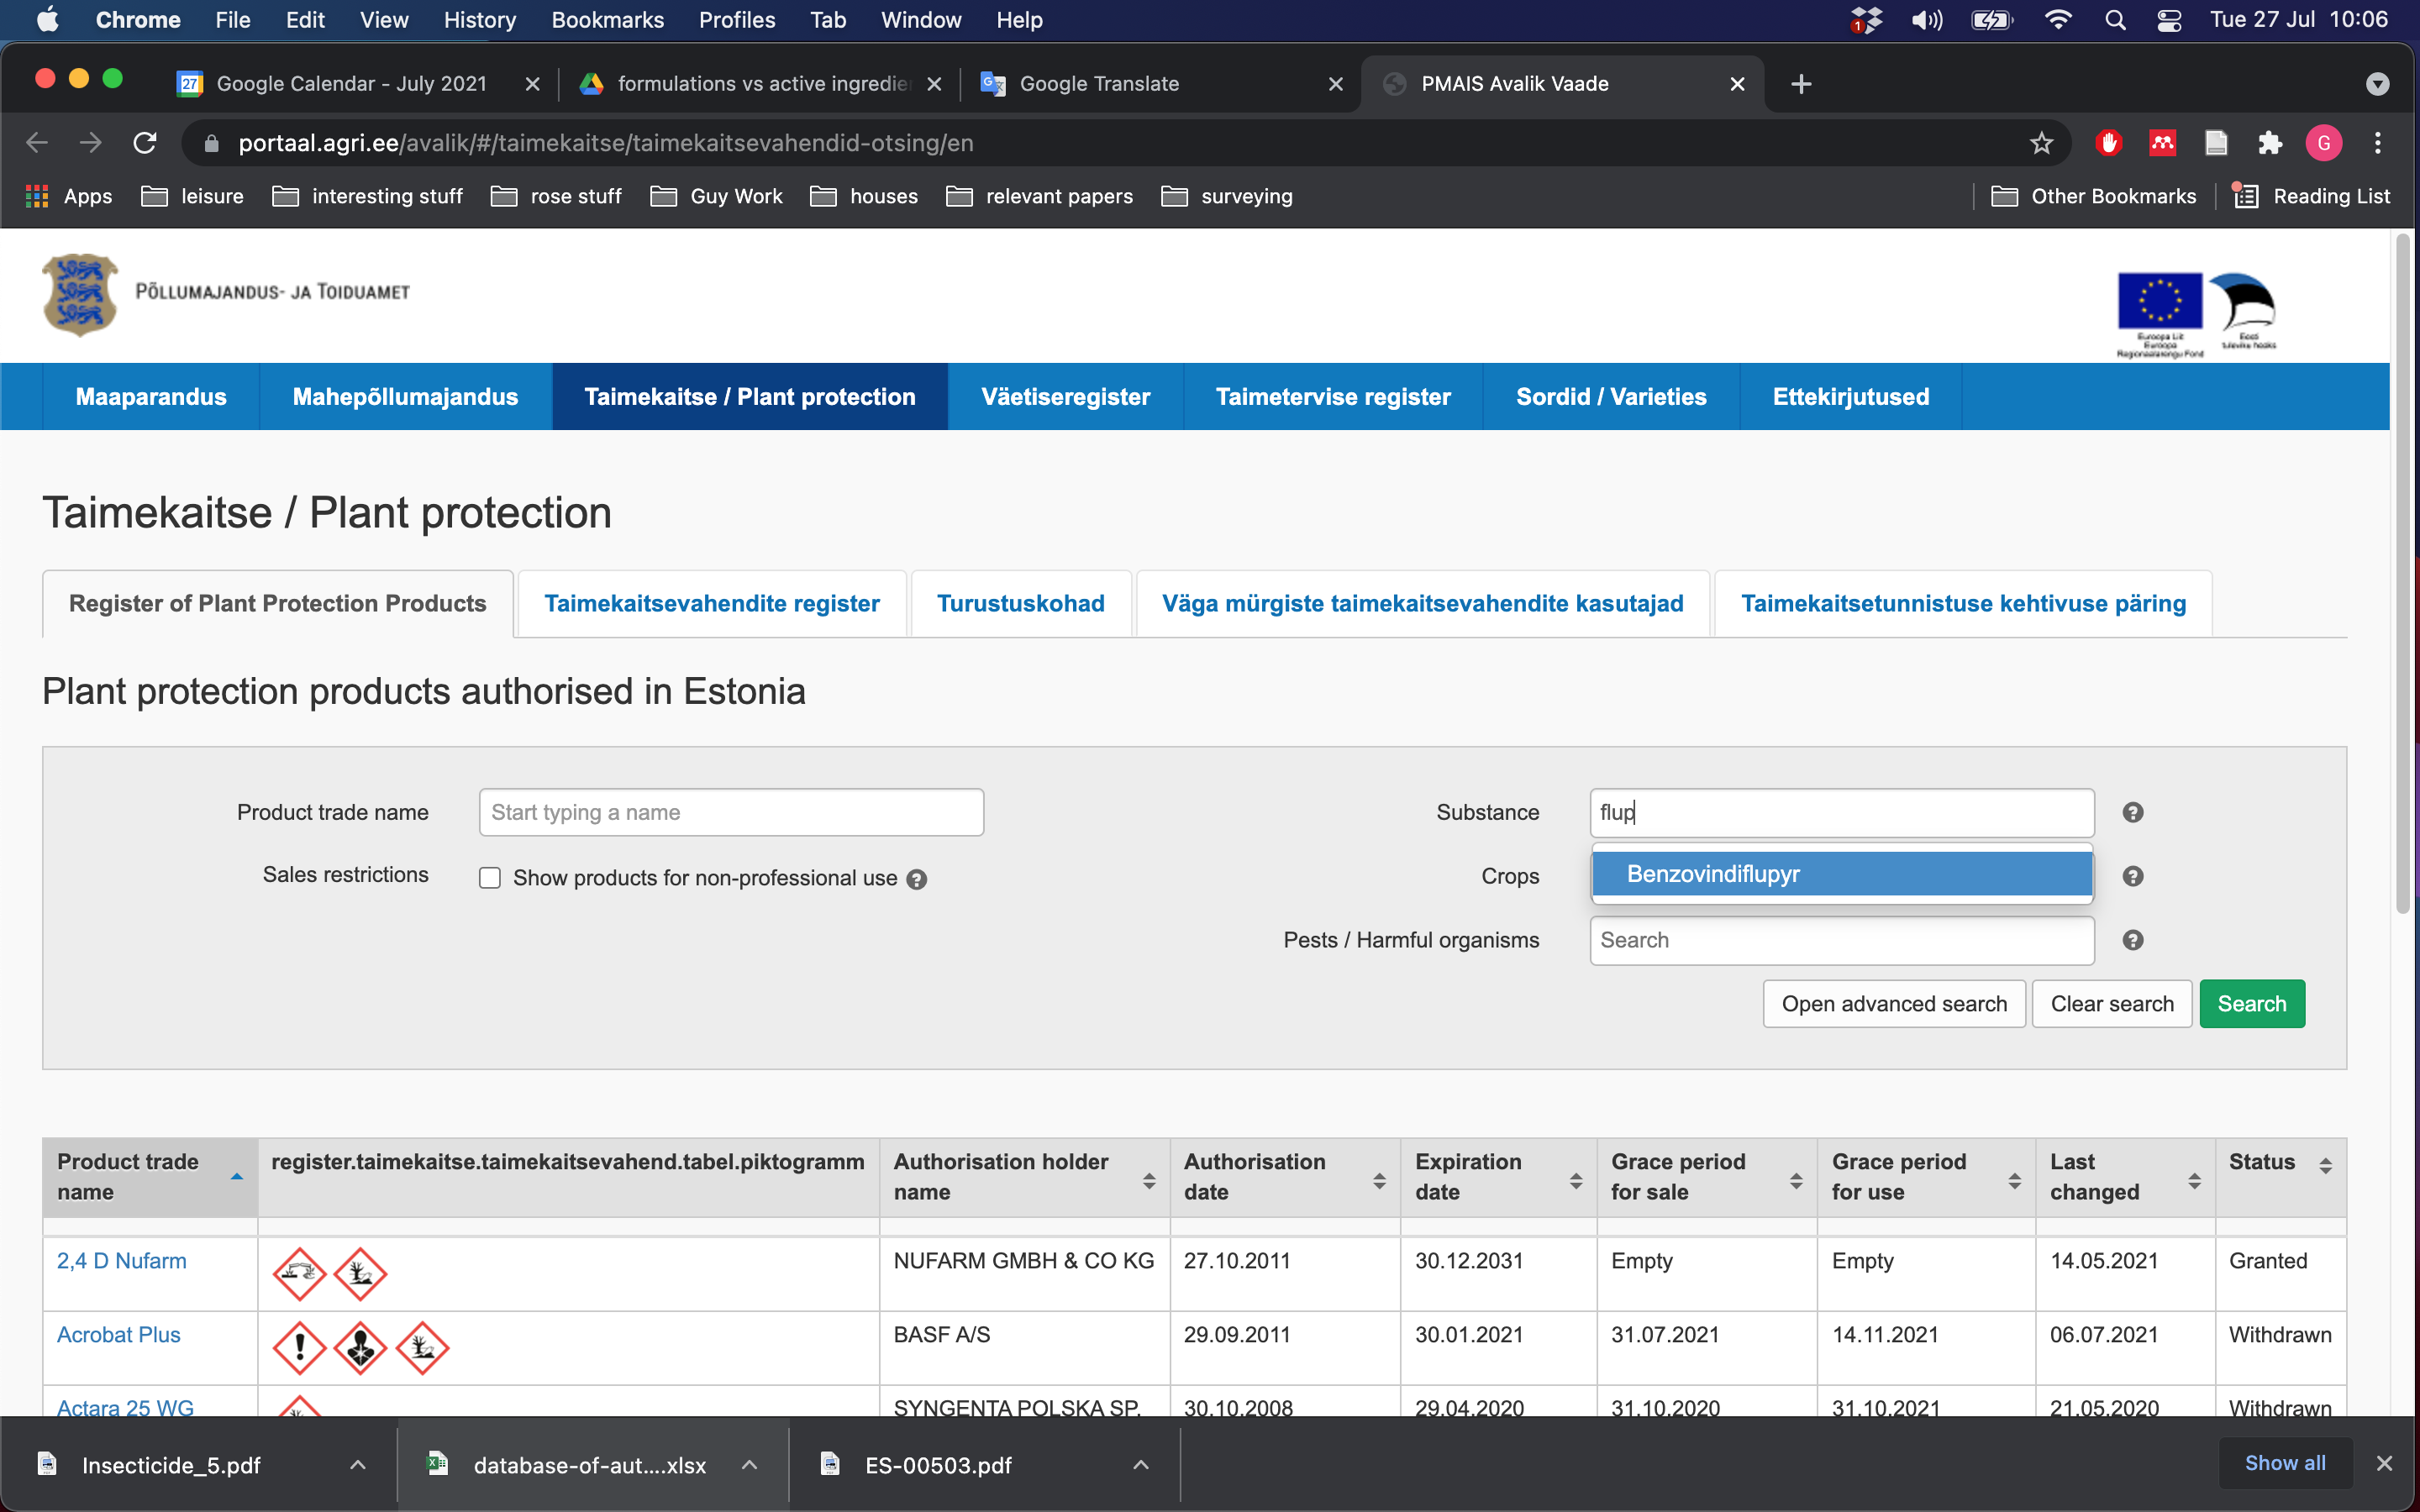 Chrome File Edit View History Bookmarks Profiles Tab Window Help 1 Tue 27 Jul 10:06
27 Google Calendar - July 2021 formulations vs active ingredie Google Translate PMAIS Avalik Vaade
portaal.agri.ee/avalik/#/taimekaitse/taimekaitsevahendid-otsing/en G
Apps leisure interesting stuff rose stuff Guy Work houses relevant papers surveying Other Bookmarks Reading List
PÕLLUMAJANDUS- JA TOIDUAMET
Euroopa Liit
Euroopa
Regionaalarengu Fond
Eesti
tuleviku heaks
Maaparandus Mahepõllumajandus Taimekaitse / Plant protection Väetiseregister Taimetervise register Sordid / Varieties Ettekirjutused
Taimekaitse / Plant protection
Register of Plant Protection Products Taimekaitsevahendite register Turustuskohad Väga mürgiste taimekaitsevahendite kasutajad Taimekaitsetunnistuse kehtivuse päring
Plant protection products authorised in Estonia
Product trade name Start typing a name Substance flup ?
Sales restrictions Show products for non-professional use ? Crops Benzovindiflupyr ?
Pests / Harmful organisms Search ?
Open advanced search Clear search Search
Product trade name register.taimekaitse.taimekaitsevahend.tabel.piktogramm Authorisation holder name Authorisation date Expiration date Grace period for sale Grace period for use Last changed Status
2,4 D Nufarm NUFARM GMBH & CO KG 27.10.2011 30.12.2031 Empty Empty 14.05.2021 Granted
Acrobat Plus BASF A/S 29.09.2011 30.01.2021 31.07.2021 14.11.2021 06.07.2021 Withdrawn
Actara 25 WG SYNGENTA POLSKA SP. 30.10.2008 29.04.2020 31.10.2020 31.10.2021 21.05.2020 Withdrawn
Insecticide_5.pdf database-of-aut....xlsx ES-00503.pdf Show all